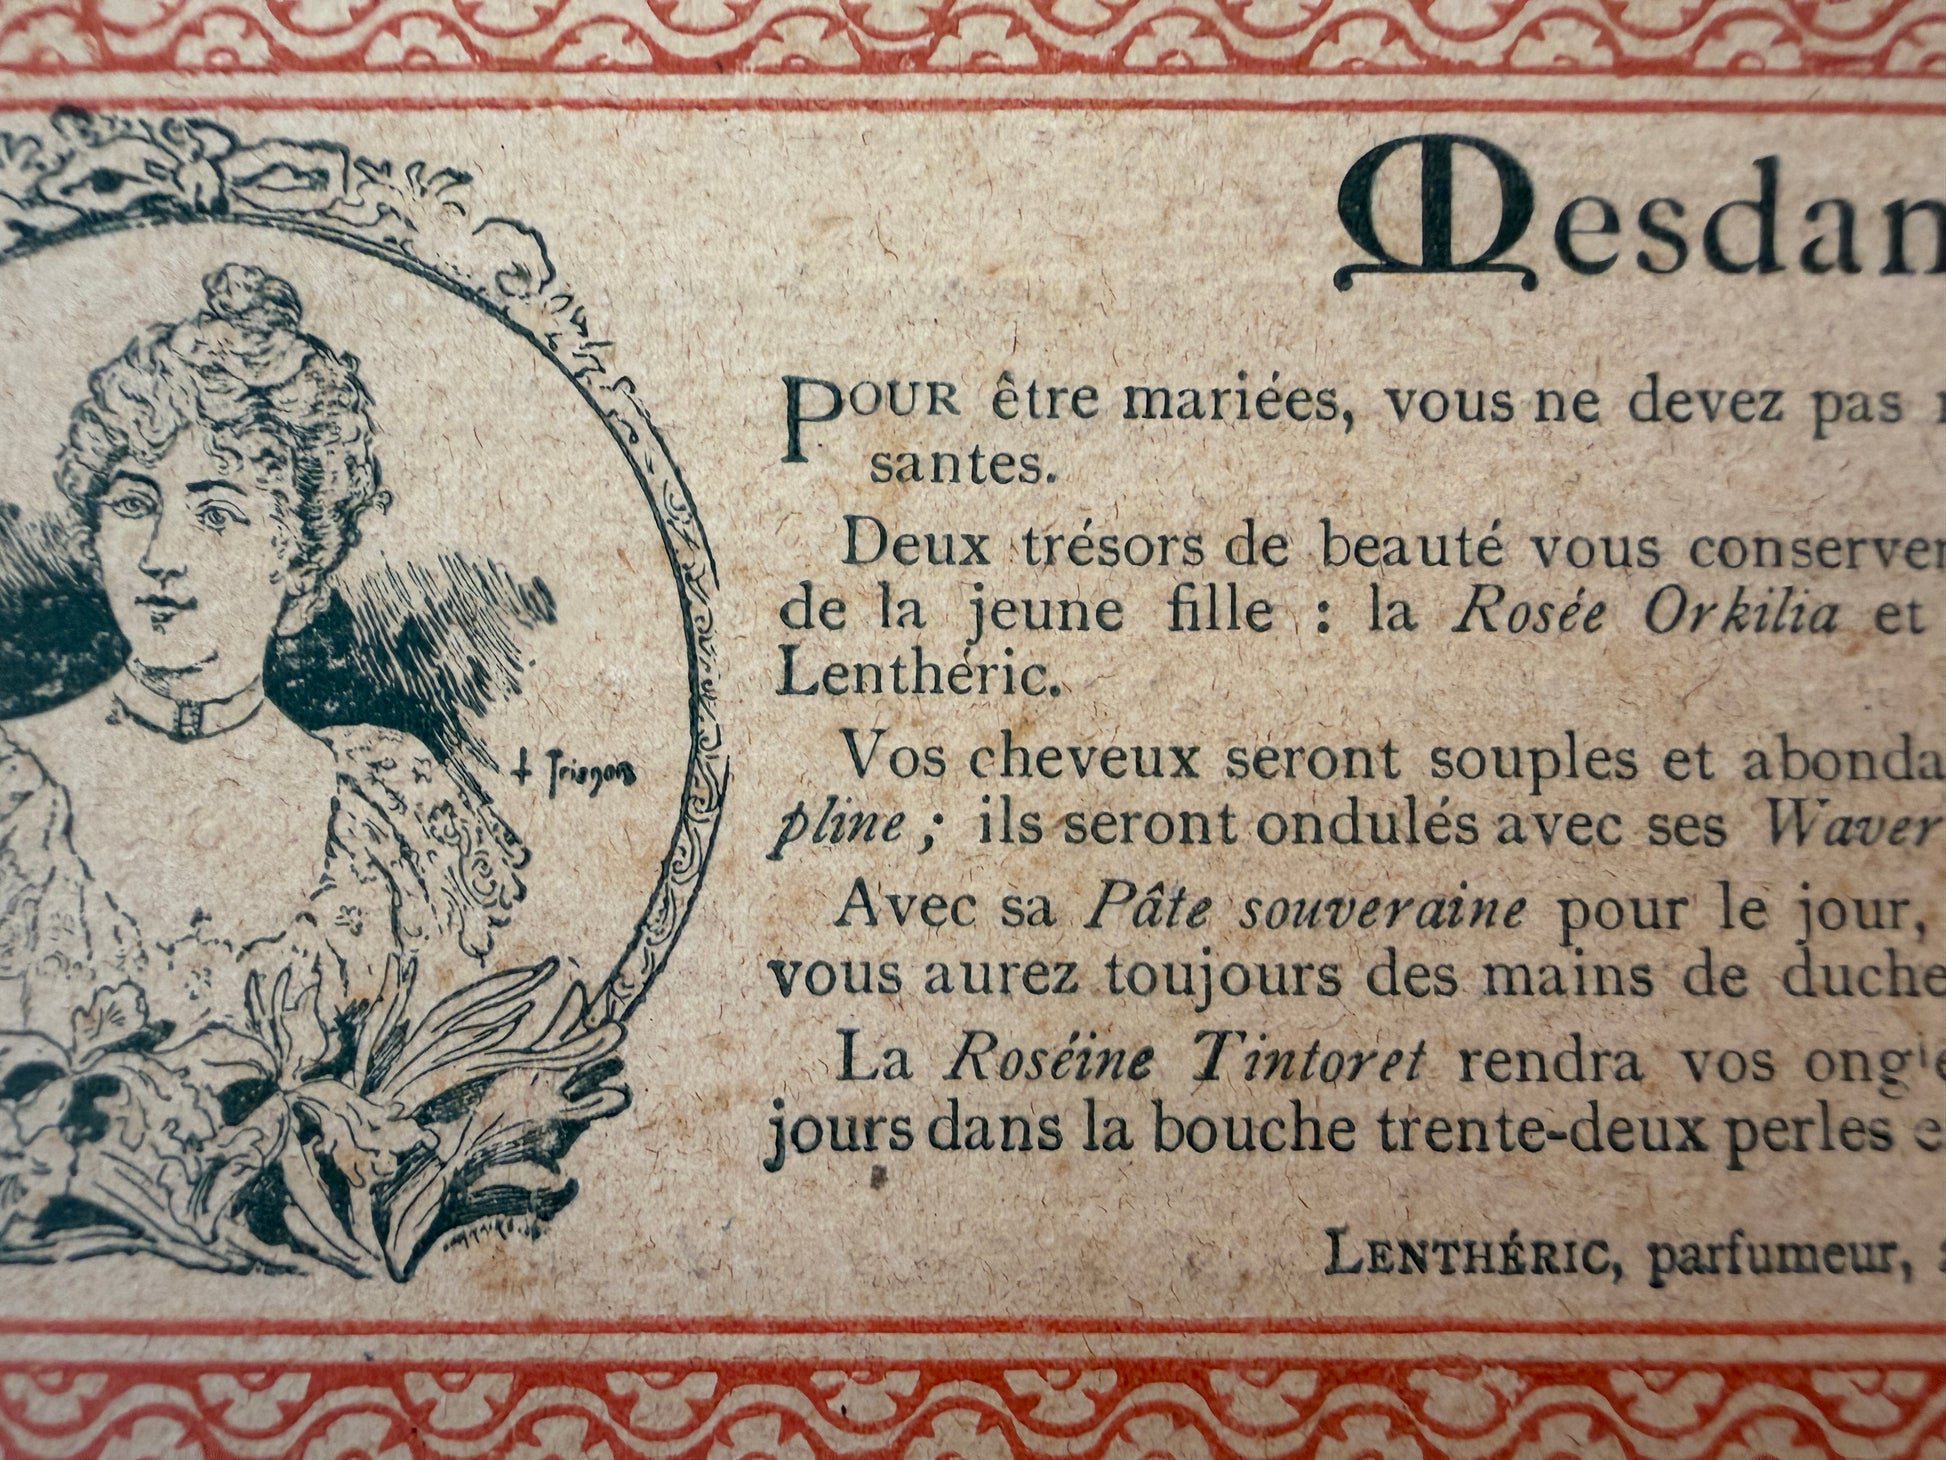 Mesdam
POUR être mariées, vous ne devez pas
santes.
Deux trésors de beauté vous conserver
de la jeune fille : la Rosée Orkilia et
Lenthéric.
Vos cheveux seront souples et abonda
pline ; ils seront ondulés avec ses Waver
Avec sa Pâte souveraine pour le jour,
vous aurez toujours des mains de duche
La Roséine Tintoret rendra vos ongle
jours dans la bouche trente-deux perles e
LENTHÉRIC, parfumeur,